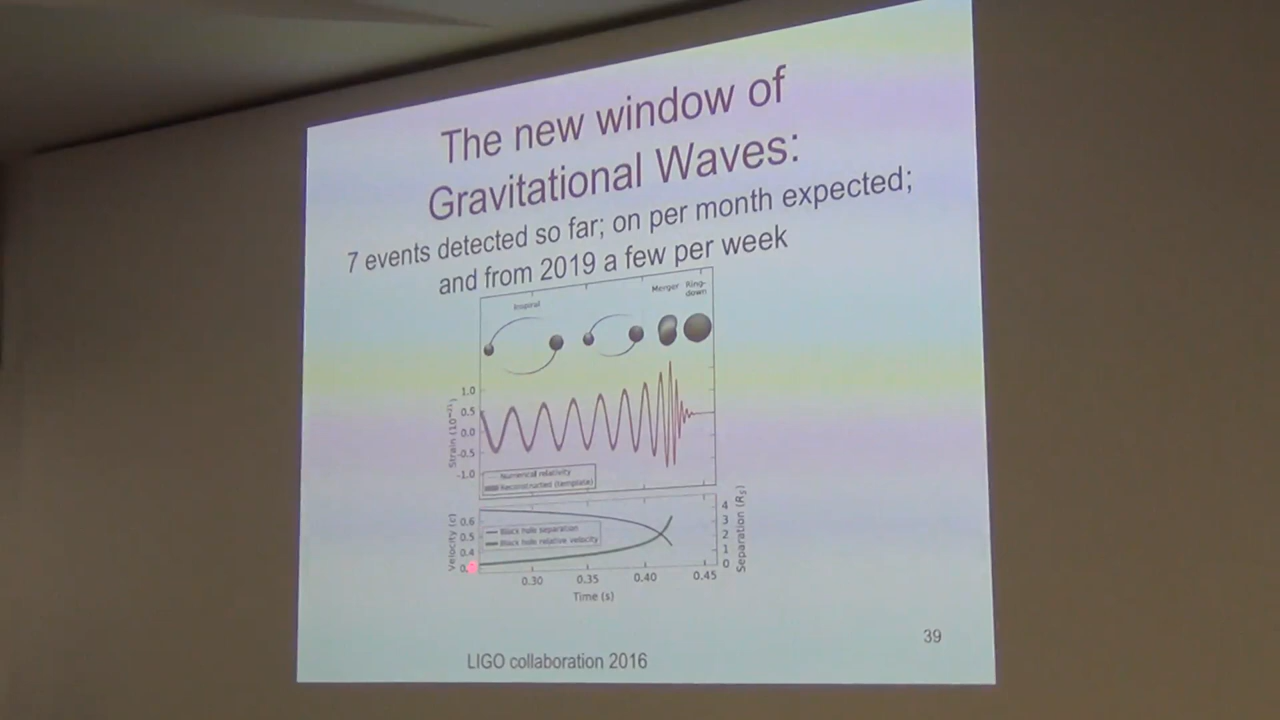 The new window of
Gravitational Waves:
7 events detected so far; on per month expected;
and from 2019 a few per week
Inspiral
Merger
Ring-
down
Strain (10⁻²¹)
1.0
0.5
0.0
-0.5
-1.0
Numerical relativity
Reconstructed (template)
Velocity (c)
0.6
0.5
0.4
Black hole separation
Black hole relative velocity
4
3
2
1
0
Separation (R_S)
0.30
0.35
0.40
0.45
Time (s)
39
LIGO collaboration 2016